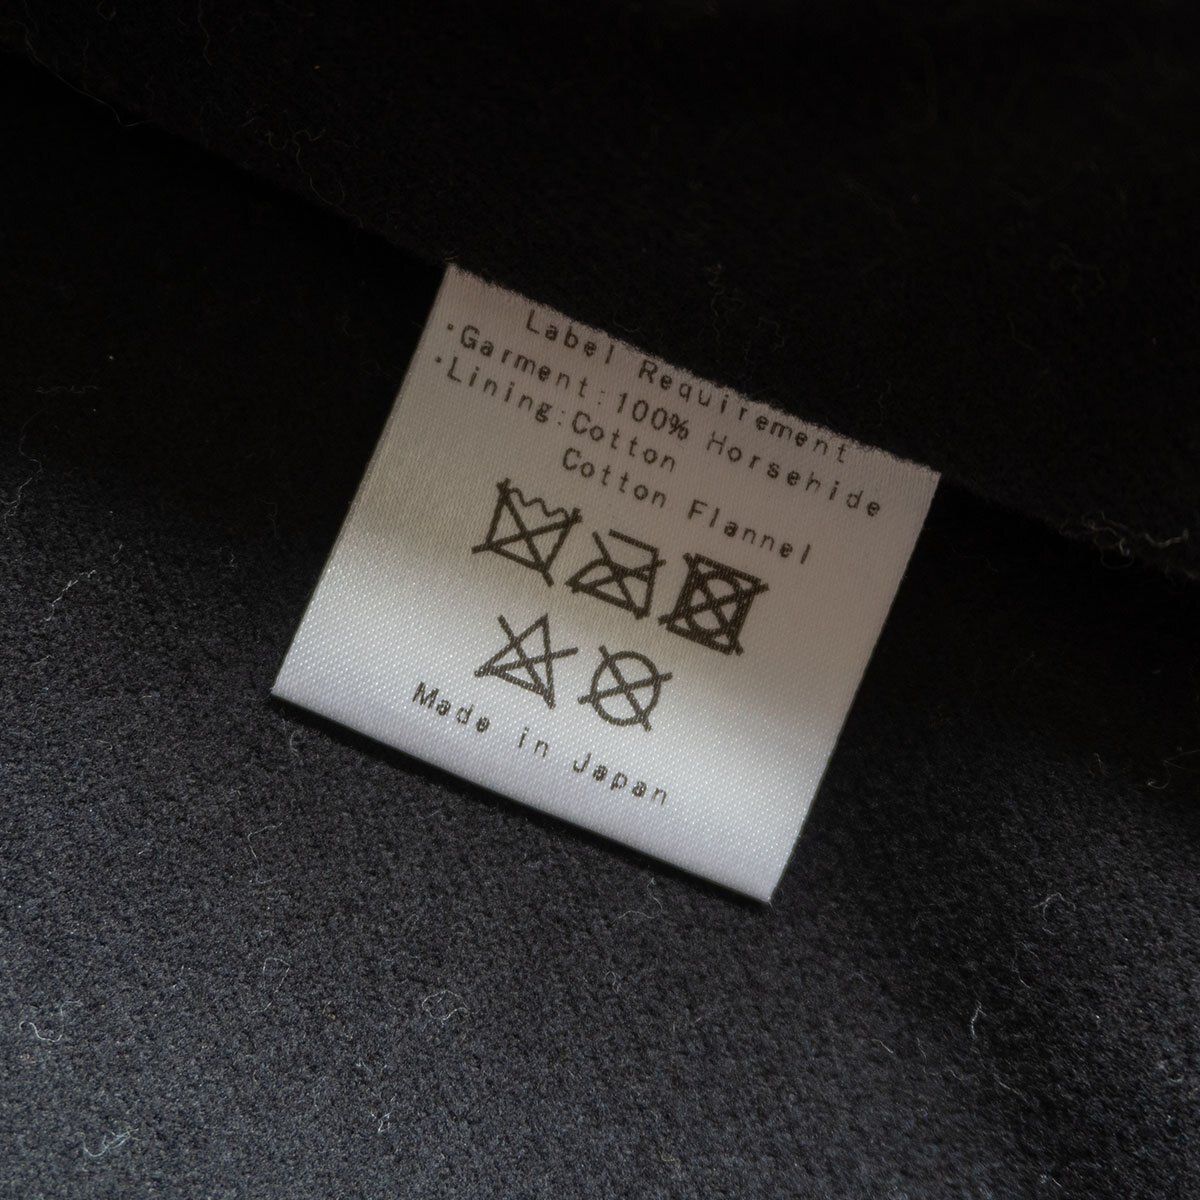 Label Requirement
・Garment:100% Horsehide
・Lining:Cotton
Cotton Flannel
Made in Japan